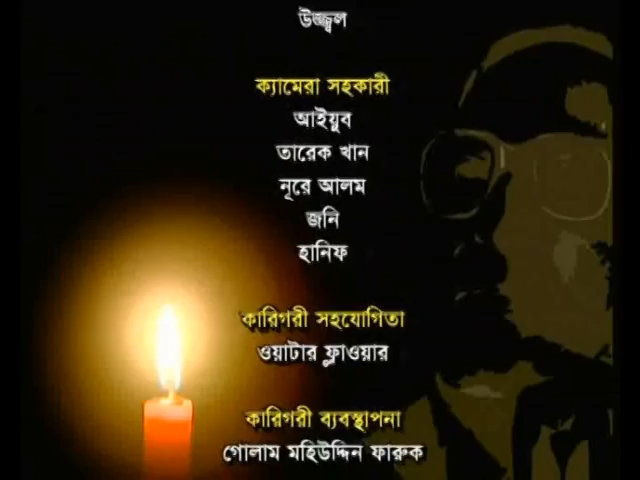 উজ্জ্বল
ক্যামেরা সহকারী
আইয়ুব
তারেক খান
নূরে আলম
জনি
হানিফ
কারিগরী সহযোগিতা
ওয়াটার ফ্লাওয়ার
কারিগরী ব্যবস্থাপনা
গোলাম মহিউদ্দিন ফারুক